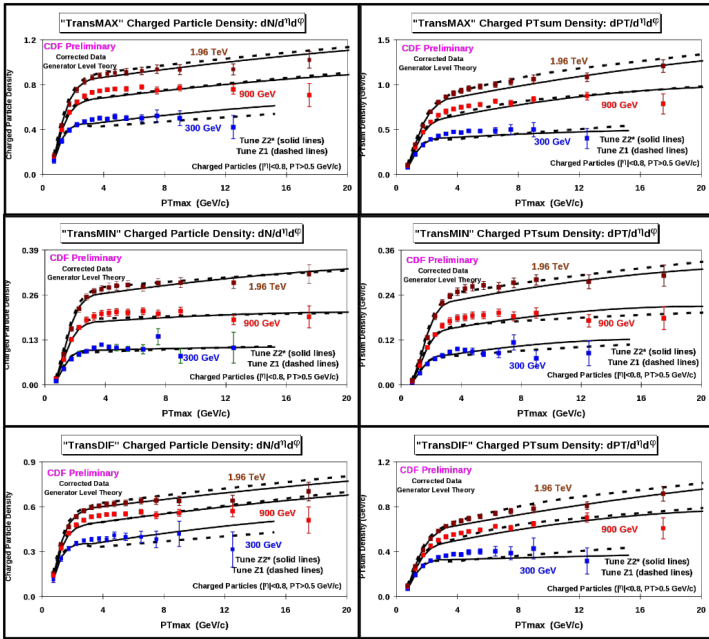 "TransMAX" Charged Particle Density: dN/dηdφ
CDF Preliminary
Corrected Data
Generator Level Theory
1.96 TeV
900 GeV
300 GeV
Tune Z2* (solid lines)
Tune Z1 (dashed lines)
Charged Particles (|η|<0.8, PT>0.5 GeV/c)
Charged Particle Density
1.2
0.8
0.4
0.0
0 4 8 12 16 20
PTmax (GeV/c)
"TransMAX" Charged PTsum Density: dPT/dηdφ
CDF Preliminary
Corrected Data
Generator Level Theory
1.96 TeV
900 GeV
300 GeV
Tune Z2* (solid lines)
Tune Z1 (dashed lines)
Charged Particles (|η|<0.8, PT>0.5 GeV/c)
PTsum Density (GeV/c)
1.5
1.0
0.5
0.0
0 4 8 12 16 20
PTmax (GeV/c)
"TransMIN" Charged Particle Density: dN/dηdφ
CDF Preliminary
Corrected Data
Generator Level Theory
1.96 TeV
900 GeV
300 GeV
Tune Z2* (solid lines)
Tune Z1 (dashed lines)
Charged Particles (|η|<0.8, PT>0.5 GeV/c)
Charged Particle Density
0.39
0.26
0.13
0.00
0 4 8 12 16 20
PTmax (GeV/c)
"TransMIN" Charged PTsum Density: dPT/dηdφ
CDF Preliminary
Corrected Data
Generator Level Theory
1.96 TeV
900 GeV
300 GeV
Tune Z2* (solid lines)
Tune Z1 (dashed lines)
Charged Particles (|η|<0.8, PT>0.5 GeV/c)
PTsum Density (GeV/c)
0.36
0.24
0.12
0.00
0 4 8 12 16 20
PTmax (GeV/c)
"TransDIF" Charged Particle Density: dN/dηdφ
CDF Preliminary
Corrected Data
Generator Level Theory
1.96 TeV
900 GeV
300 GeV
Tune Z2* (solid lines)
Tune Z1 (dashed lines)
Charged Particles (|η|<0.8, PT>0.5 GeV/c)
Charged Particle Density
0.9
0.6
0.3
0.0
0 4 8 12 16 20
PTmax (GeV/c)
"TransDIF" Charged PTsum Density: dPT/dηdφ
CDF Preliminary
Corrected Data
Generator Level Theory
1.96 TeV
900 GeV
300 GeV
Tune Z2* (solid lines)
Tune Z1 (dashed lines)
Charged Particles (|η|<0.8, PT>0.5 GeV/c)
PTsum Density (GeV/c)
1.2
0.8
0.4
0.0
0 4 8 12 16 20
PTmax (GeV/c)